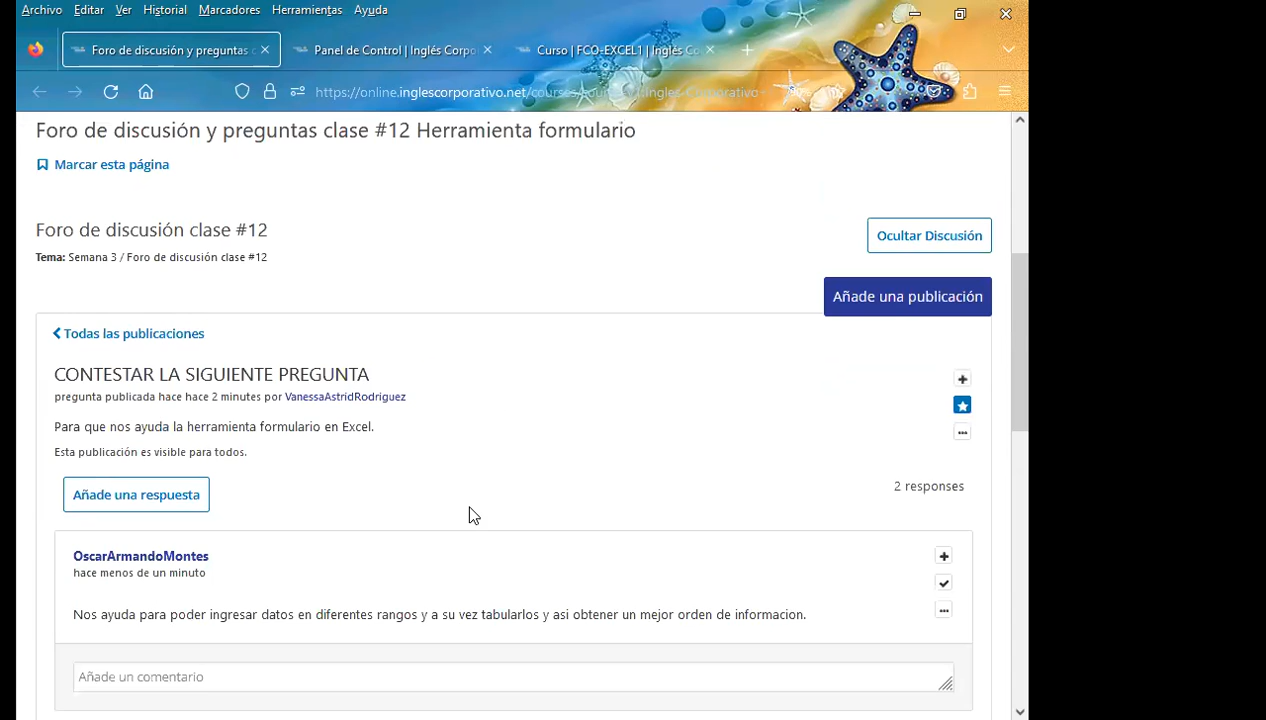 Archivo Editar Ver Historial Marcadores Herramientas Ayuda
Foro de discusión y preguntas c
Panel de Control | Inglés Corpo
Curso | FCO-EXCEL1 | Inglés Co
https://online.inglescorporativo.net/courses/
Foro de discusión y preguntas clase #12 Herramienta formulario
Marcar esta página
Foro de discusión clase #12
Ocultar Discusión
Tema: Semana 3 / Foro de discusión clase #12
Añade una publicación
Todas las publicaciones
CONTESTAR LA SIGUIENTE PREGUNTA
pregunta publicada hace hace 2 minutes por VanessaAstridRodriguez
Para que nos ayuda la herramienta formulario en Excel.
Esta publicación es visible para todos.
Añade una respuesta
2 responses
OscarArmandoMontes
hace menos de un minuto
Nos ayuda para poder ingresar datos en diferentes rangos y a su vez tabularlos y asi obtener un mejor orden de informacion.
Añade un comentario